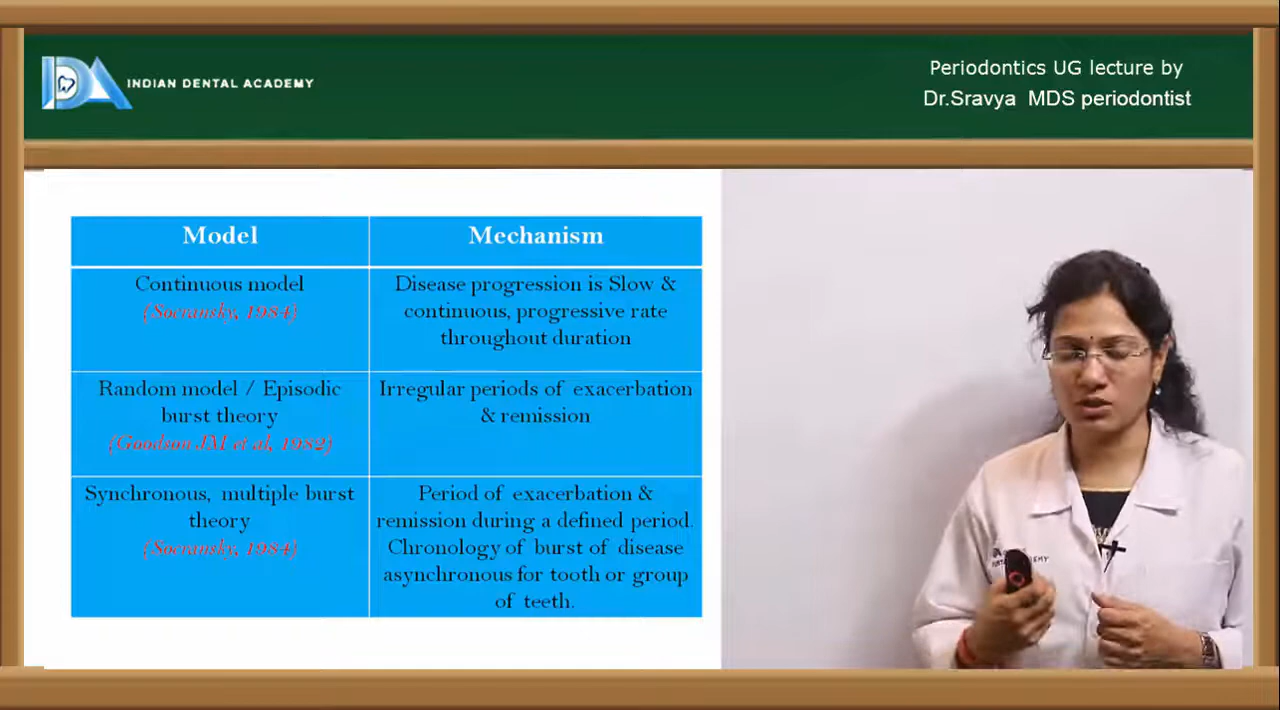 INDIAN DENTAL ACADEMY
Periodontics UG lecture by
Dr.Sravya MDS periodontist
Model
Mechanism
Continuous model
(Socransky, 1984)
Disease progression is Slow &
continuous, progressive rate
throughout duration
Random model / Episodic
burst theory
(Goodson JM et al, 1982)
Irregular periods of exacerbation
& remission
Synchronous, multiple burst
theory
(Socransky, 1984)
Period of exacerbation &
remission during a defined period.
Chronology of burst of disease
asynchronous for tooth or group
of teeth.